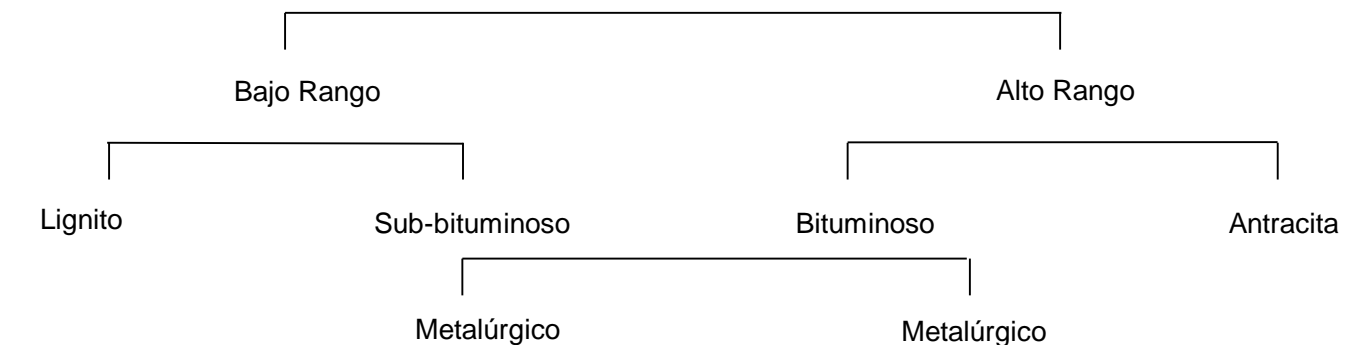 Bajo Rango Alto Rango
Lignito Sub-bituminoso Bituminoso Antracita
Metalúrgico Metalúrgico